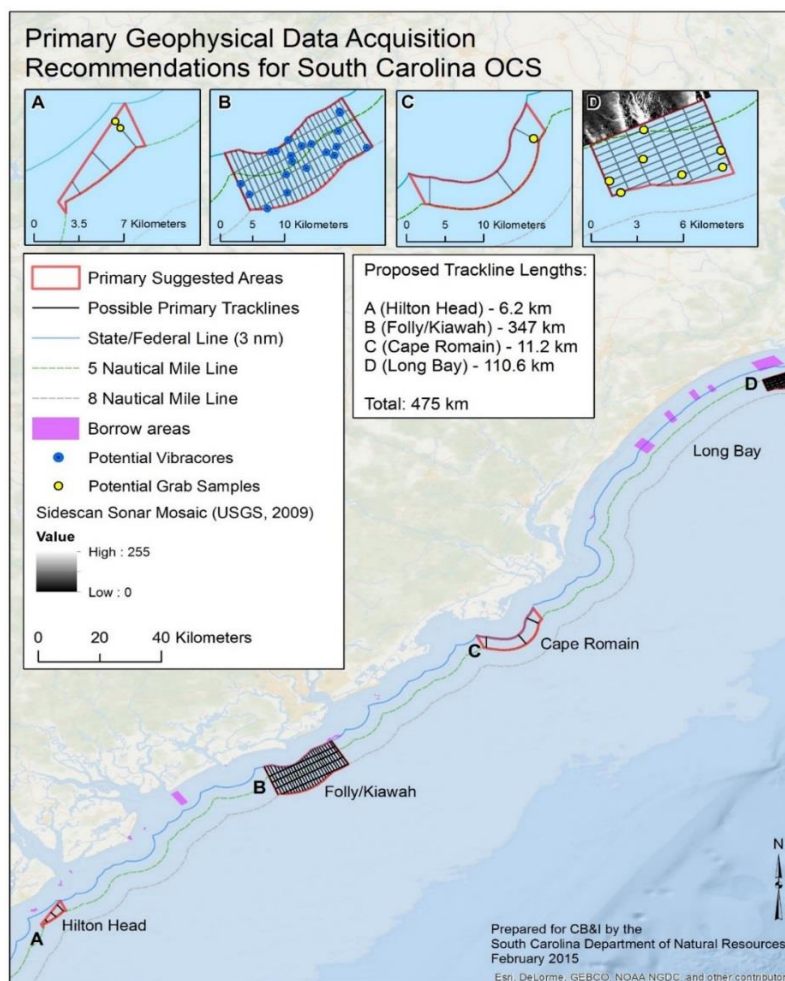 Primary Geophysical Data Acquisition
Recommendations for South Carolina OCS
A
0 3.5 7 Kilometers
B
0 5 10 Kilometers
C
0 5 10 Kilometers
D
0 3 6 Kilometers
Primary Suggested Areas
Possible Primary Tracklines
State/Federal Line (3 nm)
5 Nautical Mile Line
8 Nautical Mile Line
Borrow areas
Potential Vibracores
Potential Grab Samples
Sidescan Sonar Mosaic (USGS, 2009)
Value
High : 255
Low : 0
0 20 40 Kilometers
Proposed Trackline Lengths:
A (Hilton Head) - 6.2 km
B (Folly/Kiawah) - 347 km
C (Cape Romain) - 11.2 km
D (Long Bay) - 110.6 km
Total: 475 km
D
Long Bay
C
Cape Romain
B
Folly/Kiawah
A
Hilton Head
N
Prepared for CB&I by the
South Carolina Department of Natural Resources
February 2015
Esri, DeLorme, GEBCO, NOAA NGDC, and other contributor